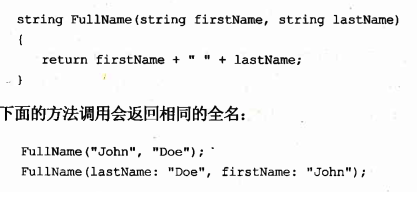 string FullName(string firstName, string lastName)
{
return firstName + " " + lastName;
}
下面的方法调用会返回相同的全名：
FullName("John", "Doe");
FullName(lastName: "Doe", firstName: "John");